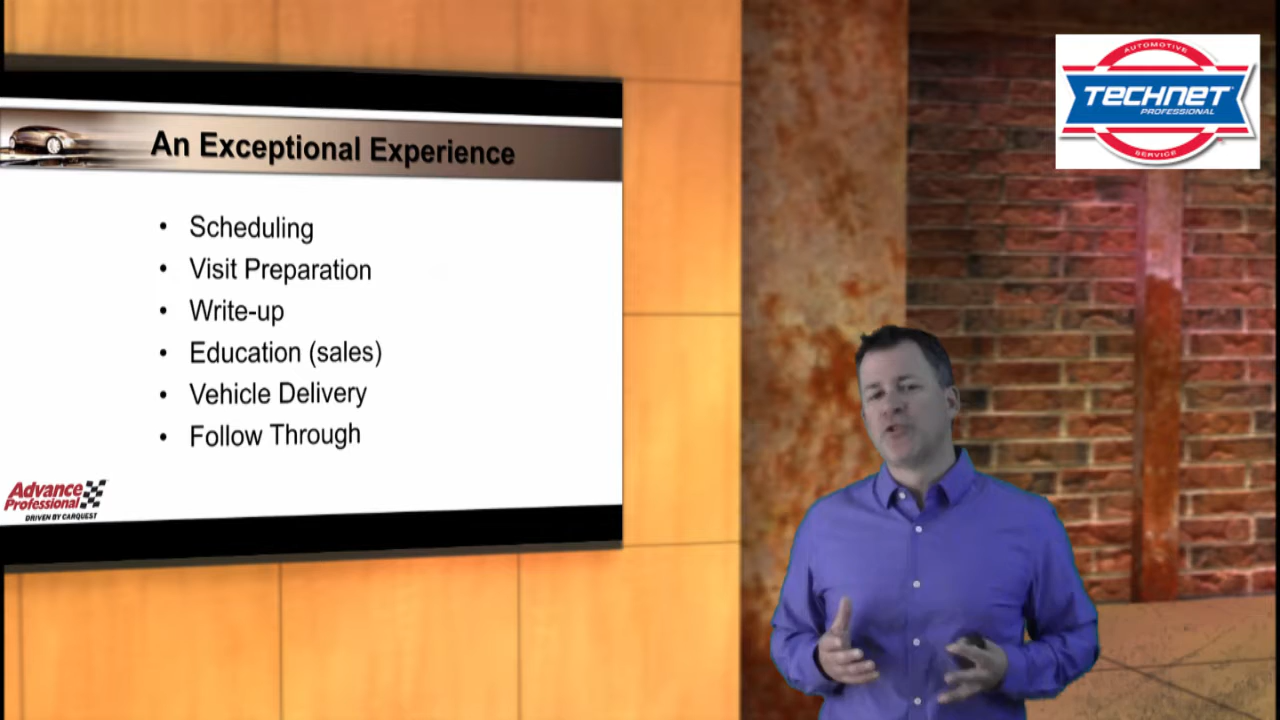 An Exceptional Experience
• Scheduling
• Visit Preparation
• Write-up
• Education (sales)
• Vehicle Delivery
• Follow Through
Advance
Professional
DRIVEN BY CARQUEST
AUTOMOTIVE
TECHNET
PROFESSIONAL
SERVICE